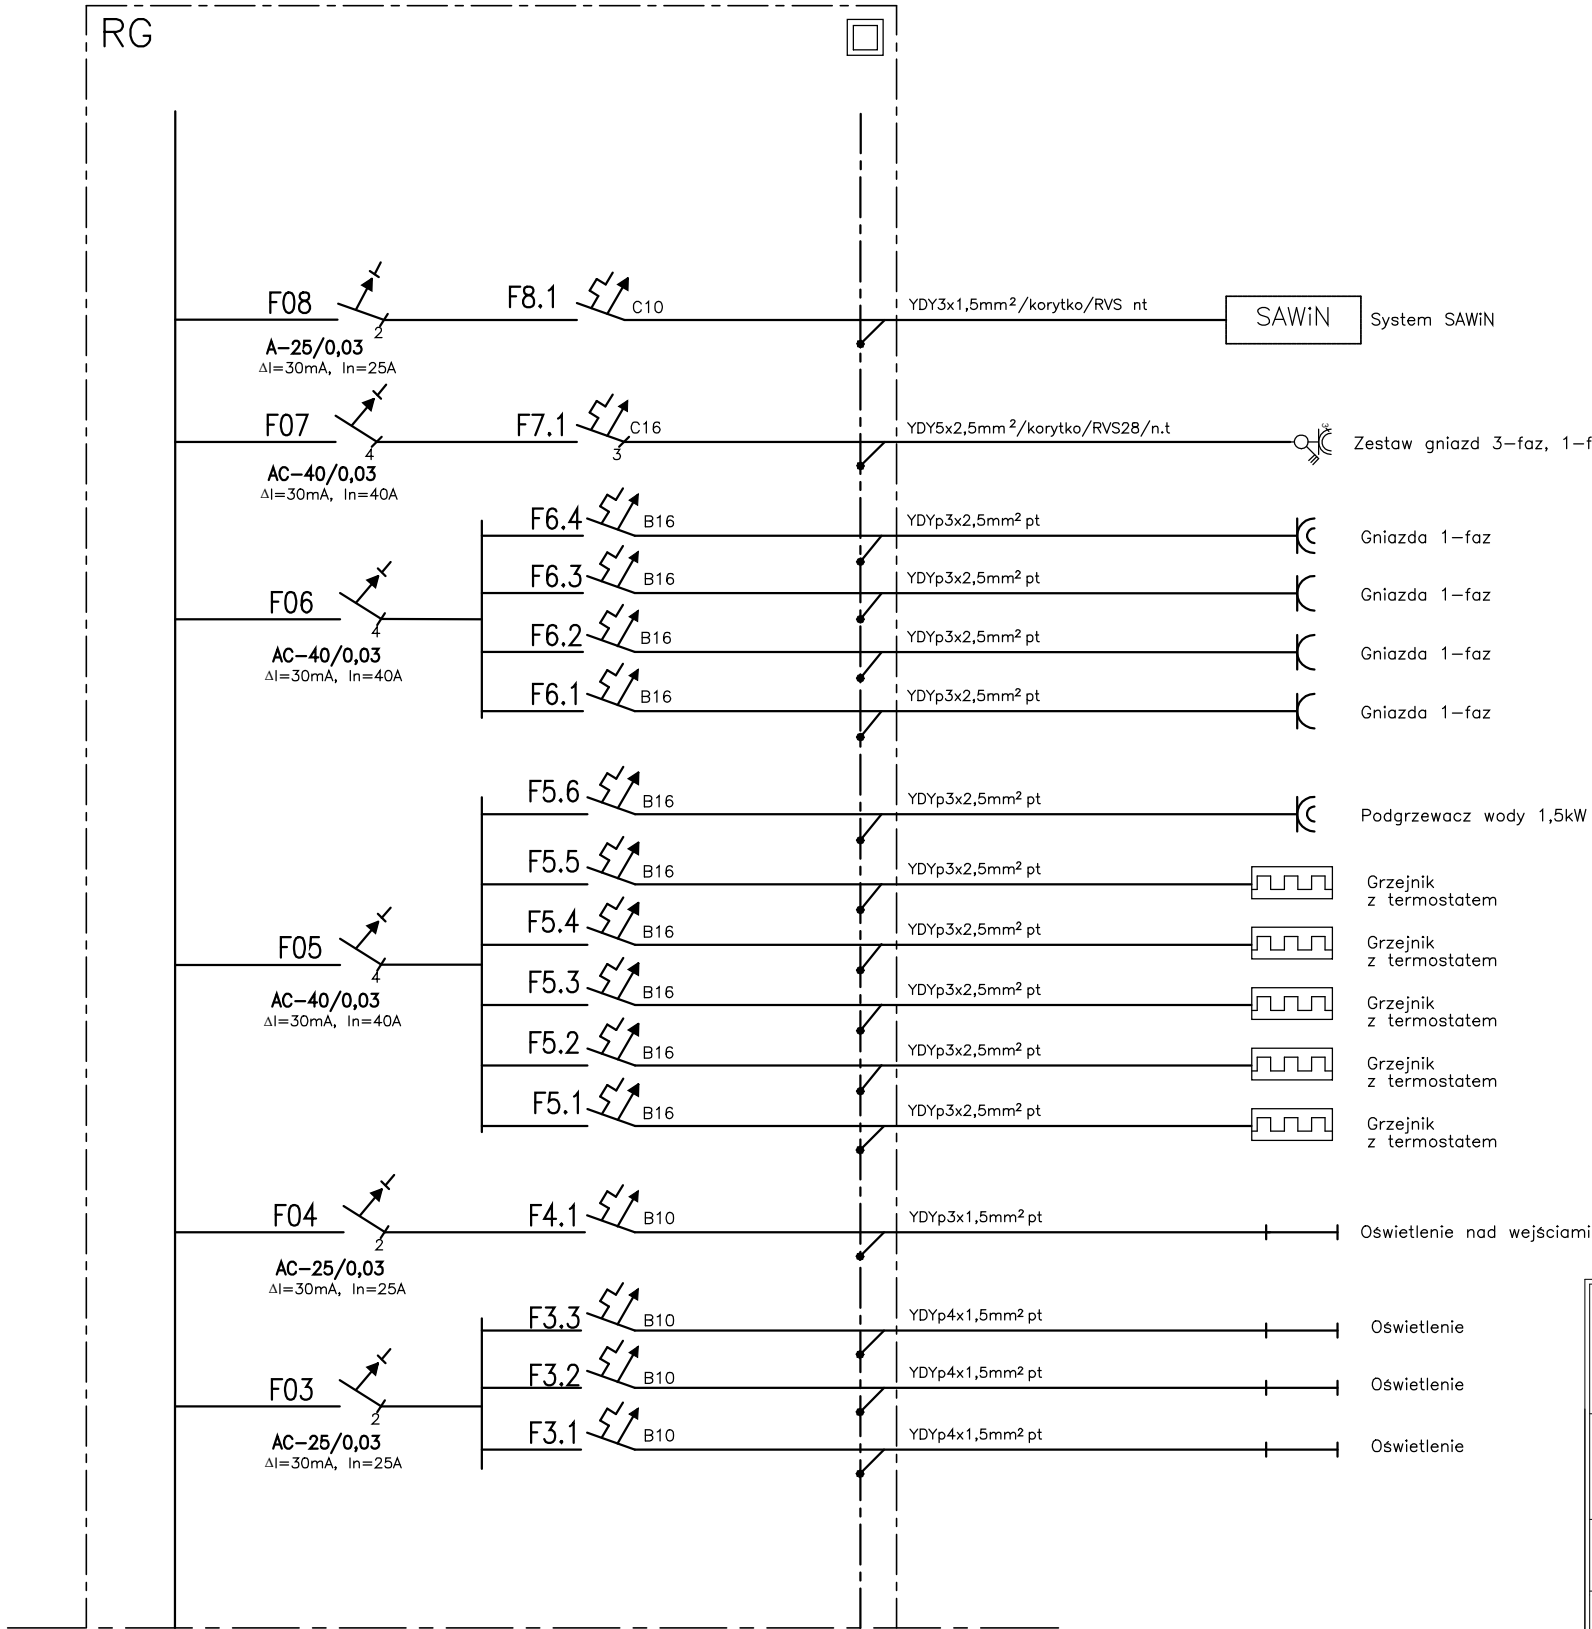 RG
F08
2
A-25/0,03
ΔI=30mA, In=25A
F8.1
C10
YDY3x1,5mm²/korytko/RVS nt
SAWiN
System SAWiN
F07
4
AC-40/0,03
ΔI=30mA, In=40A
F7.1
C16
3
YDY5x2,5mm²/korytko/RVS28/n.t
Zestaw gniazd 3-faz, 1-f
F06
4
AC-40/0,03
ΔI=30mA, In=40A
F6.4
B16
YDYp3x2,5mm² pt
Gniazda 1-faz
F6.3
B16
YDYp3x2,5mm² pt
Gniazda 1-faz
F6.2
B16
YDYp3x2,5mm² pt
Gniazda 1-faz
F6.1
B16
YDYp3x2,5mm² pt
Gniazda 1-faz
F05
4
AC-40/0,03
ΔI=30mA, In=40A
F5.6
B16
YDYp3x2,5mm² pt
Podgrzewacz wody 1,5kW
F5.5
B16
YDYp3x2,5mm² pt
Grzejnik
z termostatem
F5.4
B16
YDYp3x2,5mm² pt
Grzejnik
z termostatem
F5.3
B16
YDYp3x2,5mm² pt
Grzejnik
z termostatem
F5.2
B16
YDYp3x2,5mm² pt
Grzejnik
z termostatem
F5.1
B16
YDYp3x2,5mm² pt
Grzejnik
z termostatem
F04
2
AC-25/0,03
ΔI=30mA, In=25A
F4.1
B10
YDYp3x1,5mm² pt
Oświetlenie nad wejściami
F03
2
AC-25/0,03
ΔI=30mA, In=25A
F3.3
B10
YDYp4x1,5mm² pt
Oświetlenie
F3.2
B10
YDYp4x1,5mm² pt
Oświetlenie
F3.1
B10
YDYp4x1,5mm² pt
Oświetlenie